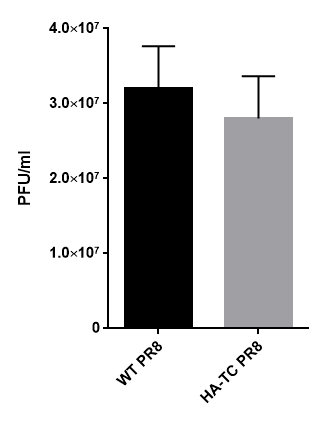 4.0×10⁷
3.0×10⁷
2.0×10⁷
1.0×10⁷
0
PFU/ml
WT PR8
HA-TC PR8